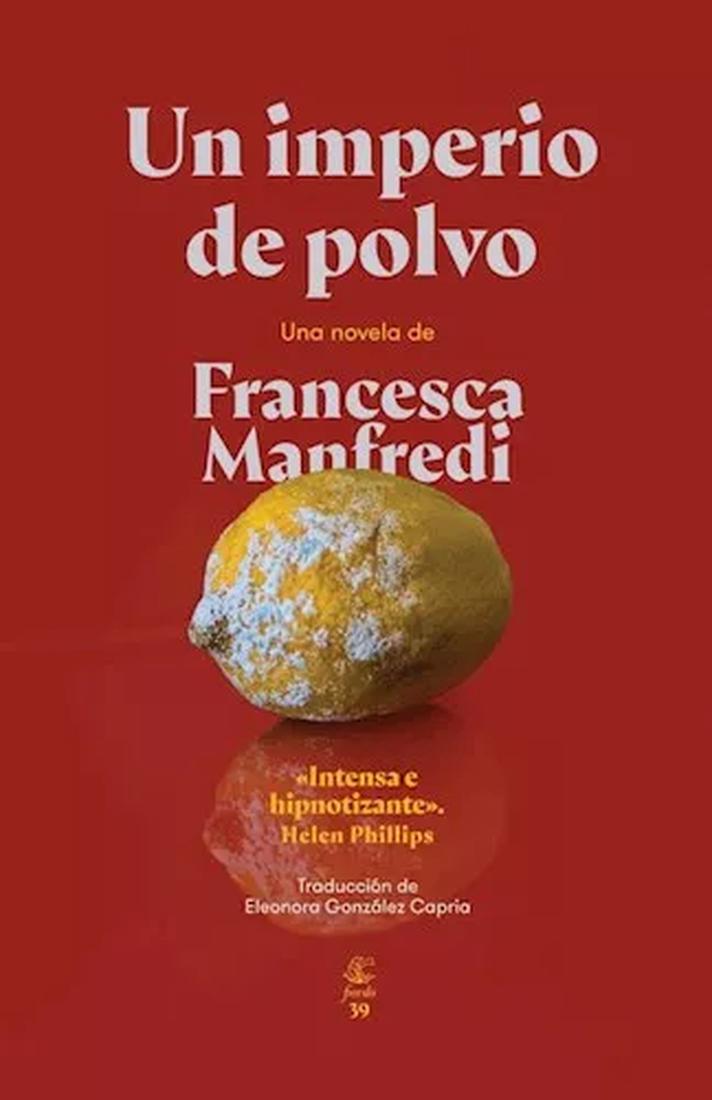 Un imperio
de polvo
Una novela de
Francesca
Manfredi
«Intensa e
hipnotizante».
Helen Phillips
Traducción de
Eleonora González Capria
fiordo
39